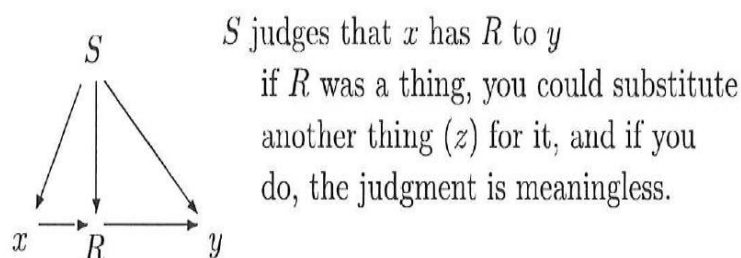 S
S judges that x has R to y
if R was a thing, you could substitute
another thing (z) for it, and if you
do, the judgment is meaningless.
x R y